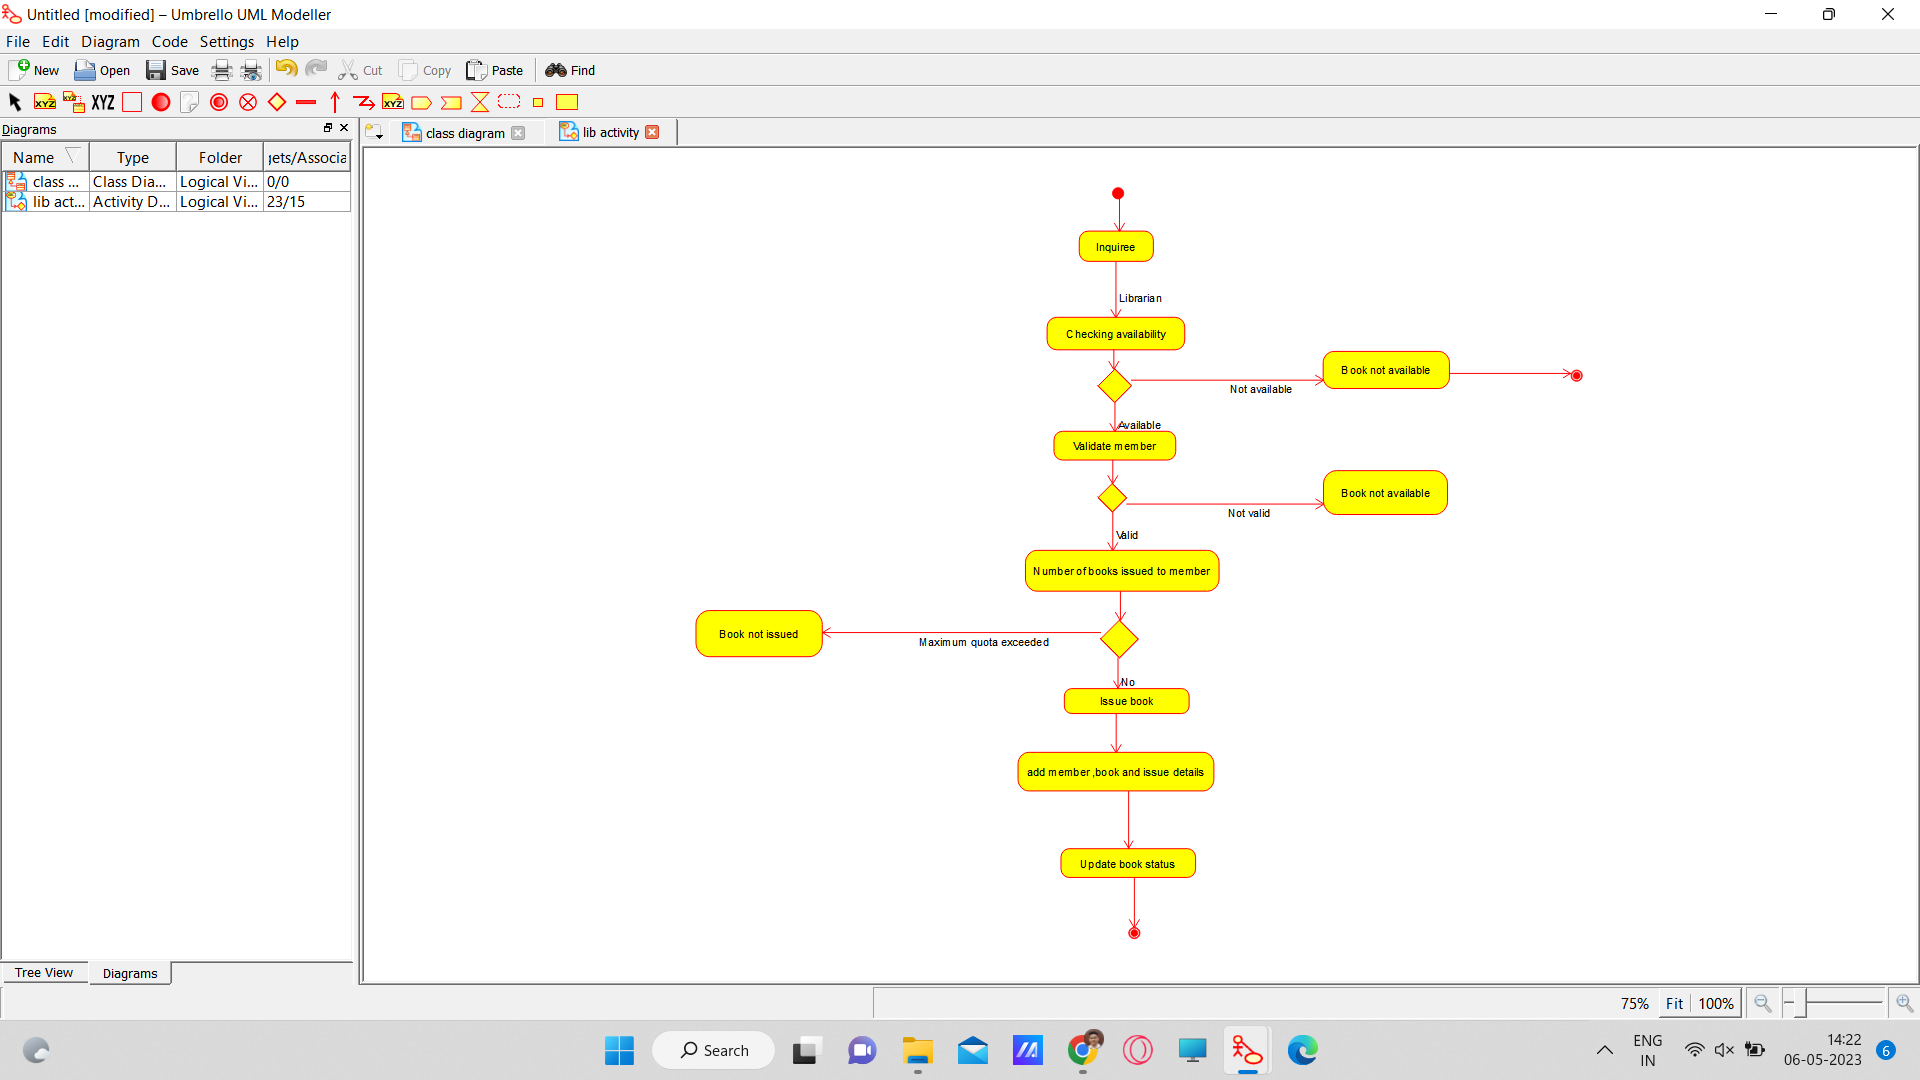 Untitled [modified] – Umbrello UML Modeller
File Edit Diagram Code Settings Help
New Open Save Cut Copy Paste Find
XYZ XYZ XYZ XYZ
Diagrams
class diagram lib activity
Name Type Folder gets/Associa
class ... Class Dia... Logical Vi... 0/0
lib act... Activity D... Logical Vi... 23/15
Inquiree
Librarian
Checking availability
Book not available
Not available
Available
Validate member
Book not available
Not valid
Valid
Number of books issued to member
Book not issued
Maximum quota exceeded
No
Issue book
add member ,book and issue details
Update book status
Tree View Diagrams
75% Fit 100%
Search
ENG
IN
14:22
06-05-2023
6